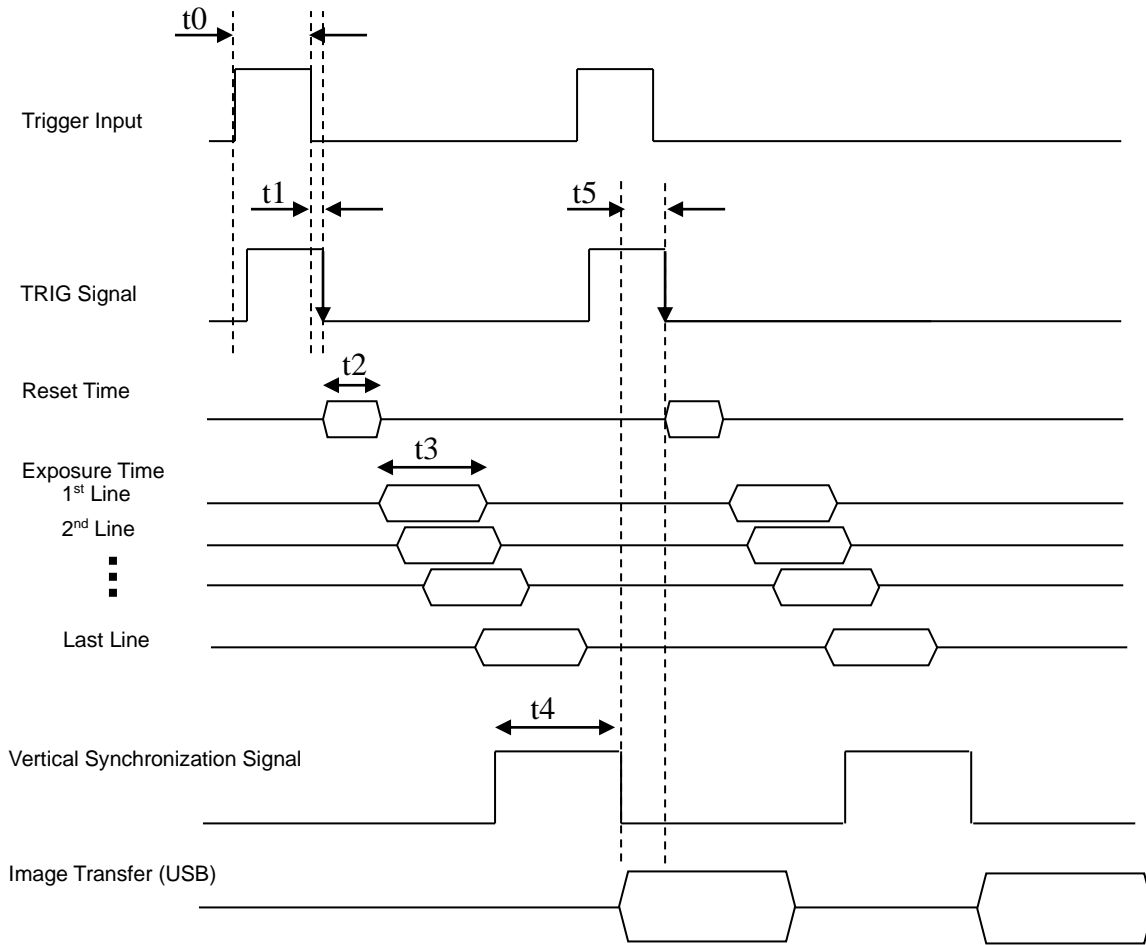 t0
Trigger Input
t1
t5
TRIG Signal
t2
Reset Time
t3
Exposure Time
1st Line
2nd Line
Last Line
t4
Vertical Synchronization Signal
Image Transfer (USB)